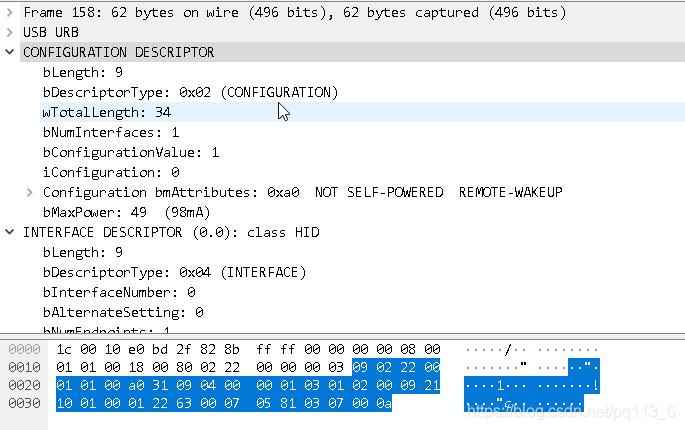 Frame 158: 62 bytes on wire (496 bits), 62 bytes captured (496 bits)
USB URB
CONFIGURATION DESCRIPTOR
bLength: 9
bDescriptorType: 0x02 (CONFIGURATION)
wTotalLength: 34
bNumInterfaces: 1
bConfigurationValue: 1
iConfiguration: 0
Configuration bmAttributes: 0xa0  NOT SELF-POWERED  REMOTE-WAKEUP
bMaxPower: 49  (98mA)
INTERFACE DESCRIPTOR (0.0): class HID
bLength: 9
bDescriptorType: 0x04 (INTERFACE)
bInterfaceNumber: 0
bAlternateSetting: 0
bNumEndpoints: 1
0000  1c 00 10 e0 bd 2f 82 8b  ff ff 00 00 00 00 08 00  ·····/·· ········
0010  01 01 00 18 00 80 02 22  00 00 00 03 09 02 22 00  ·······" ······"·
0020  01 01 00 a0 31 09 04 00  00 01 03 01 02 00 09 21  ····1··· ·······!
0030  10 01 00 01 22 63 00 07  05 81 03 07 00 0a  ····"c·· ······
https://blog.csdn.net/pq113_6